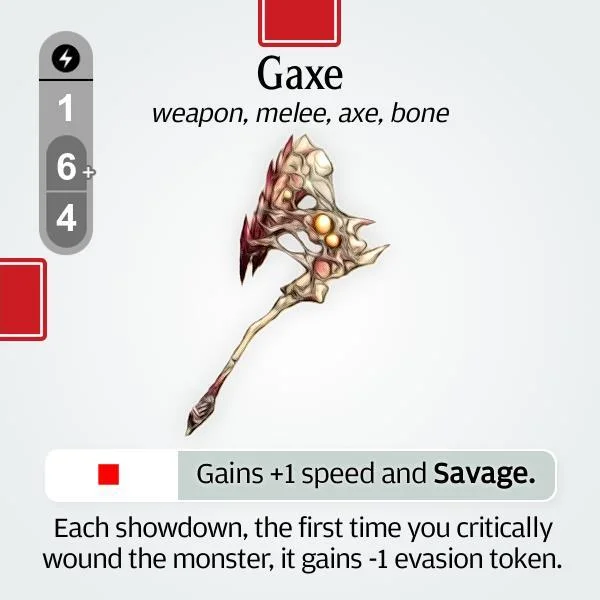 Gaxe
weapon, melee, axe, bone
1
6+
4
Gains +1 speed and Savage.
Each showdown, the first time you critically
wound the monster, it gains -1 evasion token.